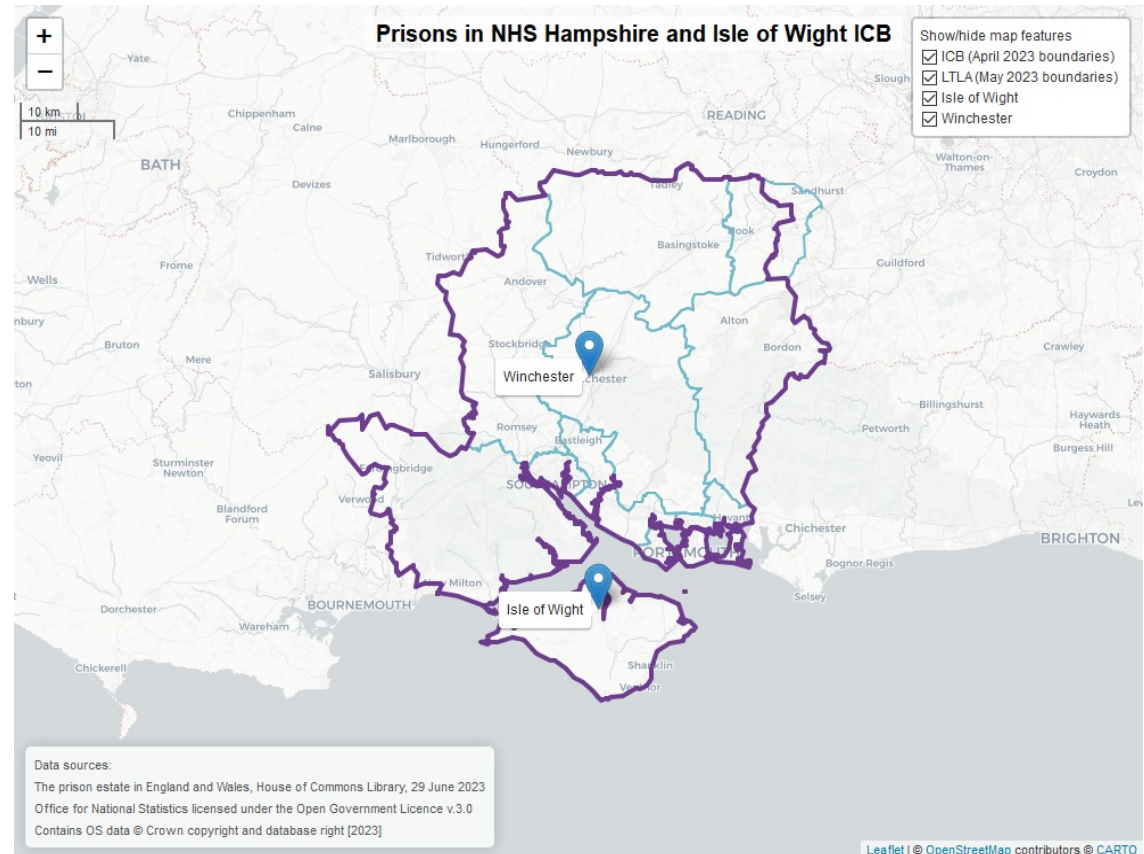 Prisons in NHS Hampshire and Isle of Wight ICB
+
−
10 km
10 mi
Show/hide map features
ICB (April 2023 boundaries)
LTLA (May 2023 boundaries)
Isle of Wight
Winchester
Yate
Slough
Chippenham
Calne
READING
Marlborough
Hungerford
Newbury
Walton-on-
Thames
BATH
Croydon
Devizes
Tadley
Sandhurst
Hook
Basingstoke
Tidworth
Frome
Wells
Guildford
Andover
Alton
Bruton
Mere
Stockbridge
Bordon
Crawley
Salisbury
Winchester
Billingshurst
Haywards
Heath
Romsey
Petworth
Eastleigh
Burgess Hill
Yeovil
Sturminster
Newton
Fordingbridge
SOUTHAMPTON
Verwood
Blandford
Forum
Havant
Chichester
BRIGHTON
PORTSMOUTH
Bognor Regis
New Milton
Selsey
Dorchester
BOURNEMOUTH
Isle of Wight
Wareham
Chickerell
Shanklin
Ventnor
Data sources:
The prison estate in England and Wales, House of Commons Library, 29 June 2023
Office for National Statistics licensed under the Open Government Licence v.3.0
Contains OS data © Crown copyright and database right [2023]
Leaflet | © OpenStreetMap contributors © CARTO